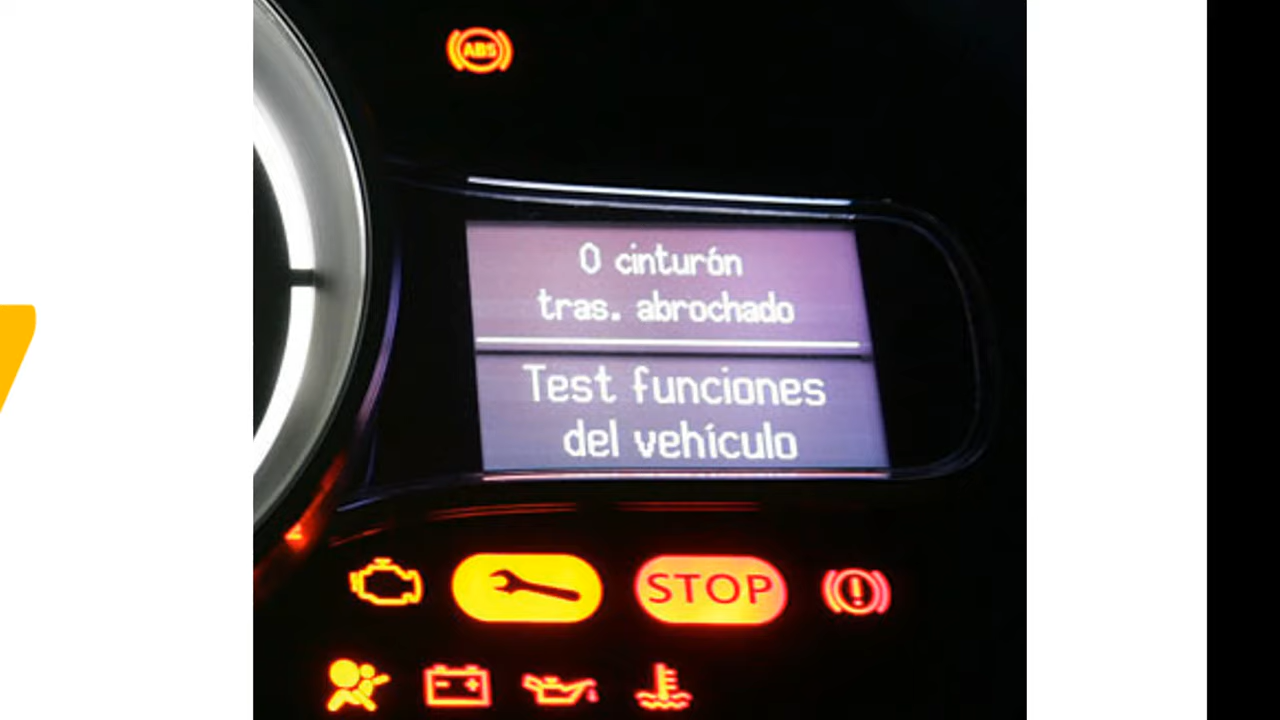 ABS
0 cinturón
tras. abrochado
Test funciones
del vehículo
STOP